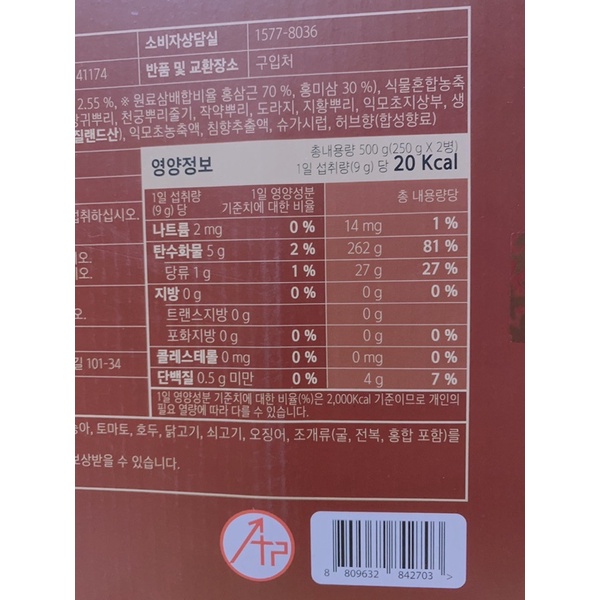 소비자상담실 1577-8036
41174 반품 및 교환장소 구입처
2.55 %, ※ 원료삼배합비율 홍삼근 70 %, 홍미삼 30 %), 식물혼합농축
당귀뿌리, 천궁뿌리줄기, 작약뿌리, 도라지, 지황뿌리, 익모초지상부, 생
질랜드산), 익모초농축액, 침향추출액, 슈가시럽, 허브향(합성향료)
영양정보
총내용량 500 g(250 g X 2병)
1일 섭취량(9 g) 당 20 Kcal
1일 섭취량 (9 g) 당 1일 영양성분 기준치에 대한 비율 총 내용량당
섭취하십시오.
나트륨 2 mg 0 % 14 mg 1 %
탄수화물 5 g 2 % 262 g 81 %
오.
당류 1 g 1 % 27 g 27 %
오.
지방 0 g 0 % 0 g 0 %
트랜스지방 0 g 0 g
오.
포화지방 0 g 0 % 0 g 0 %
콜레스테롤 0 mg 0 % 0 mg 0 %
길 101-34
단백질 0.5 g 미만 0 % 4 g 7 %
1일 영양성분 기준치에 대한 비율(%)은 2,000Kcal 기준이므로 개인의
필요 열량에 따라 다를 수 있습니다.
토마토, 호두, 닭고기, 쇠고기, 오징어, 조개류(굴, 전복, 홍합 포함)를
보상받을 수 있습니다.
8 809632 842703 >